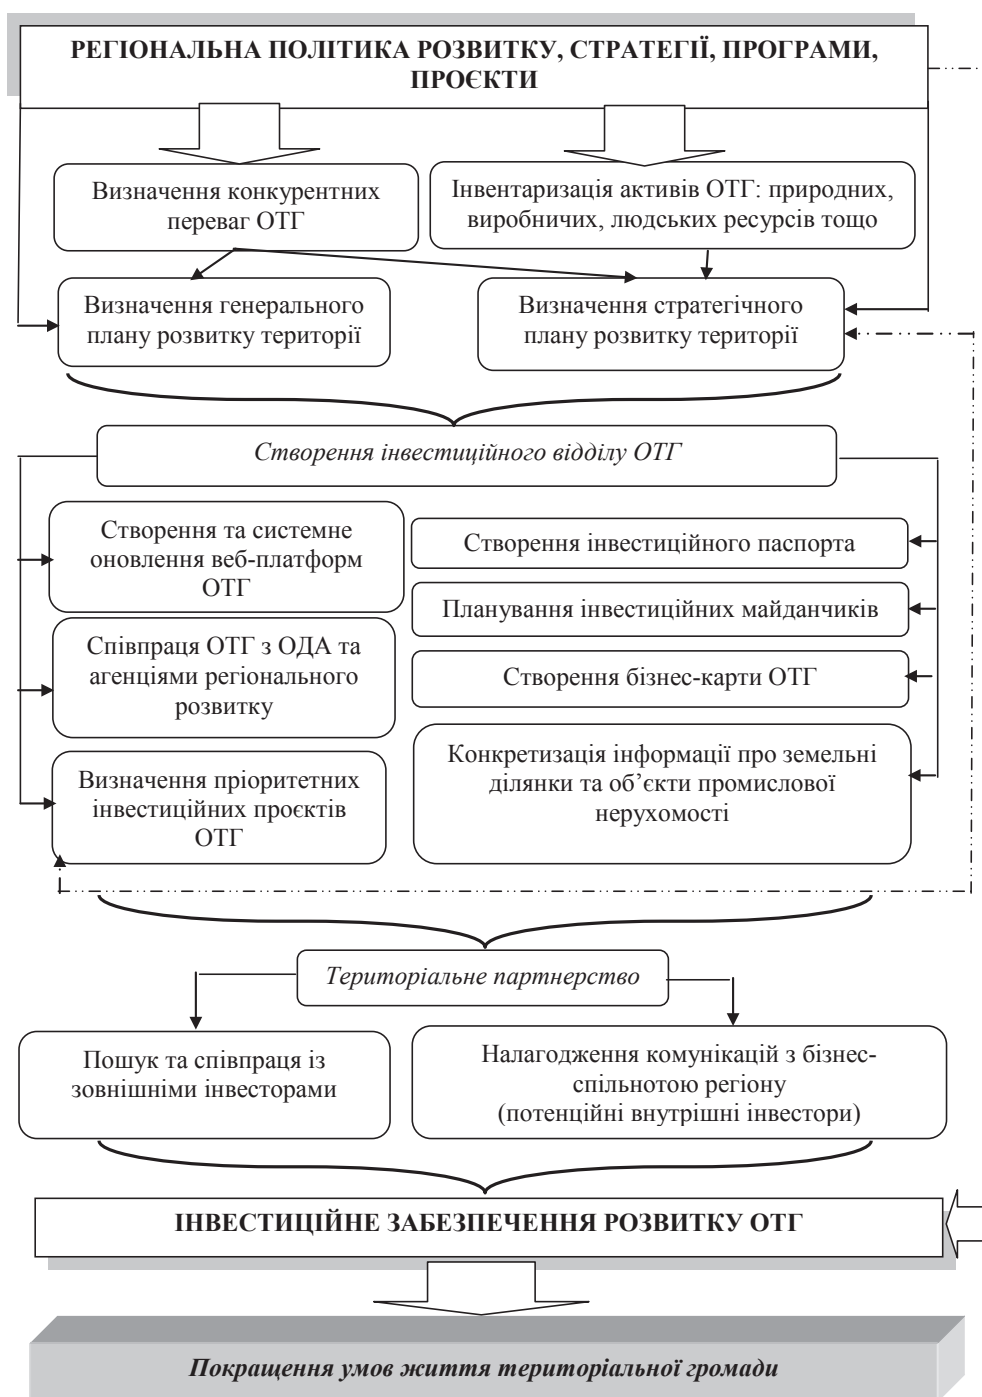 РЕГІОНАЛЬНА ПОЛІТИКА РОЗВИТКУ, СТРАТЕГІЇ, ПРОГРАМИ,
ПРОЄКТИ
Визначення конкурентних
переваг ОТГ
Інвентаризація активів ОТГ: природних,
виробничих, людських ресурсів тощо
Визначення генерального
плану розвитку території
Визначення стратегічного
плану розвитку території
Створення інвестиційного відділу ОТГ
Створення та системне
оновлення веб-платформ
ОТГ
Співпраця ОТГ з ОДА та
агенціями регіонального
розвитку
Визначення пріоритетних
інвестиційних проєктів
ОТГ
Створення інвестиційного паспорта
Планування інвестиційних майданчиків
Створення бізнес-карти ОТГ
Конкретизація інформації про земельні
ділянки та об’єкти промислової
нерухомості
Територіальне партнерство
Пошук та співпраця із
зовнішніми інвесторами
Налагодження комунікацій з бізнес-
спільнотою регіону
(потенційні внутрішні інвестори)
ІНВЕСТИЦІЙНЕ ЗАБЕЗПЕЧЕННЯ РОЗВИТКУ ОТГ
Покращення умов життя територіальної громади